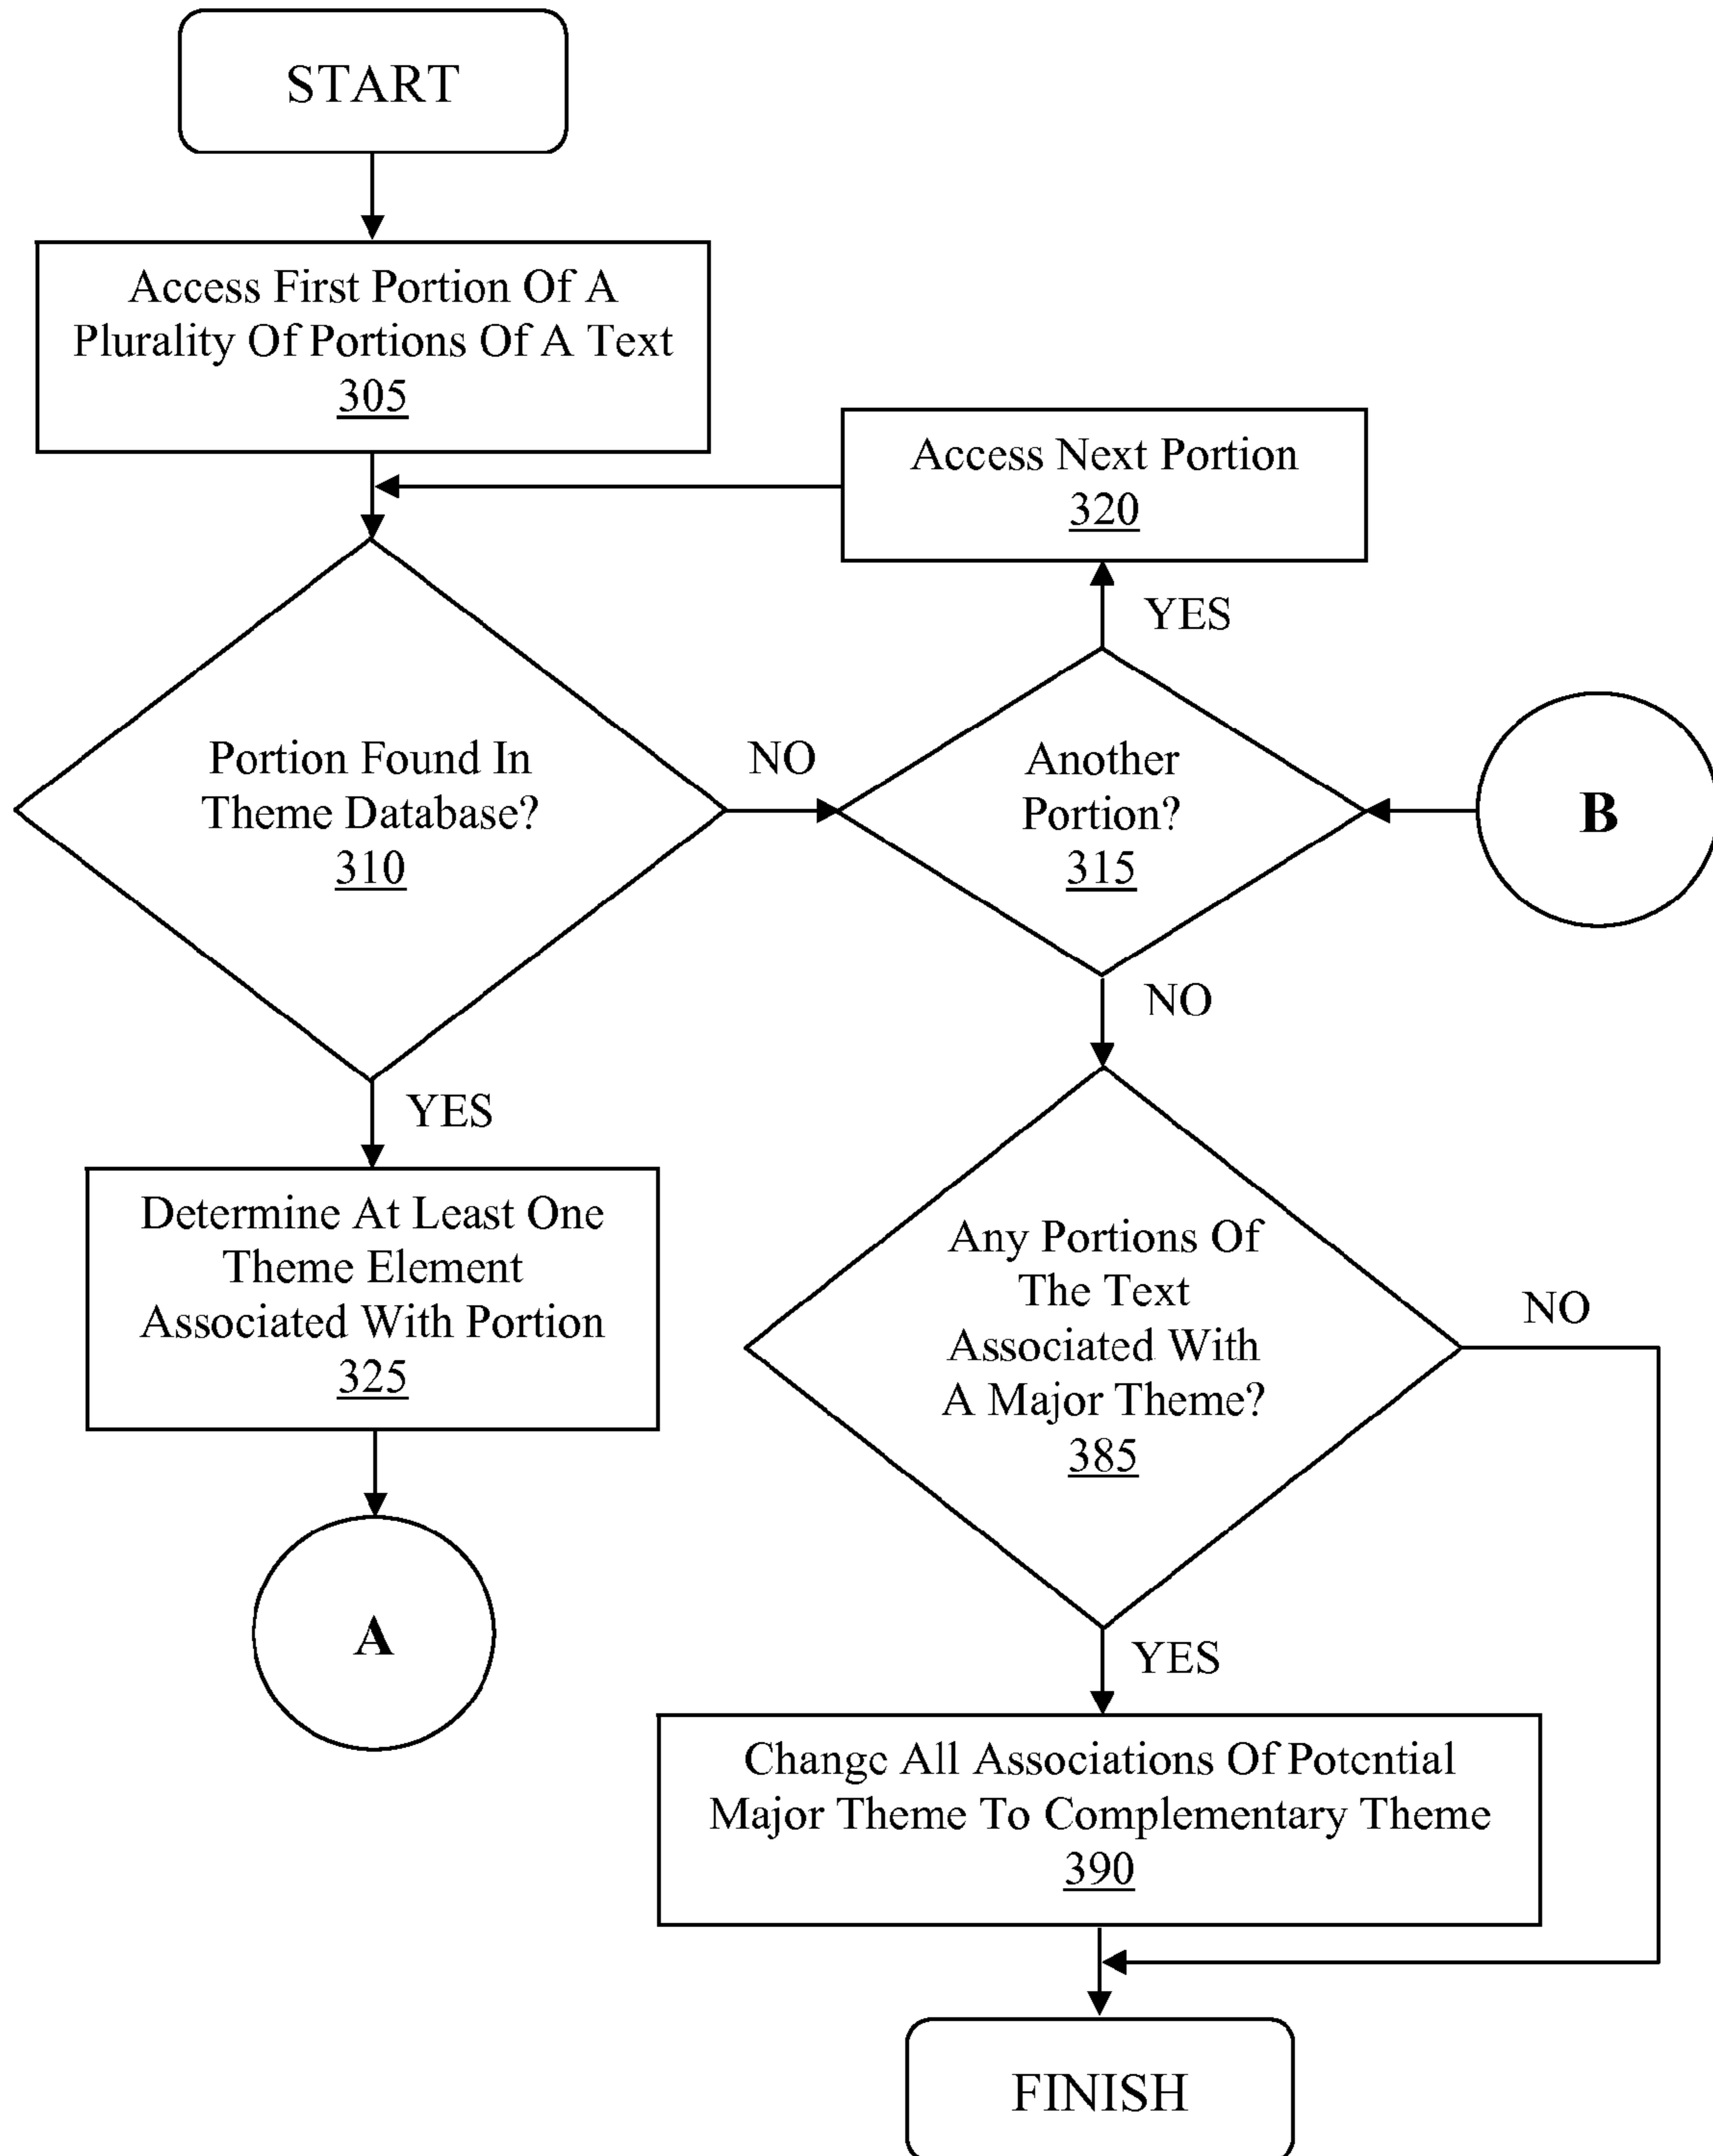 START
Access First Portion Of A
Plurality Of Portions Of A Text
305
Access Next Portion
320
YES
Portion Found In
Theme Database?
310
NO
Another
Portion?
315
B
NO
YES
Determine At Least One
Theme Element
Associated With Portion
325
Any Portions Of
The Text
Associated With
A Major Theme?
385
NO
A
YES
Change All Associations Of Potential
Major Theme To Complementary Theme
390
FINISH